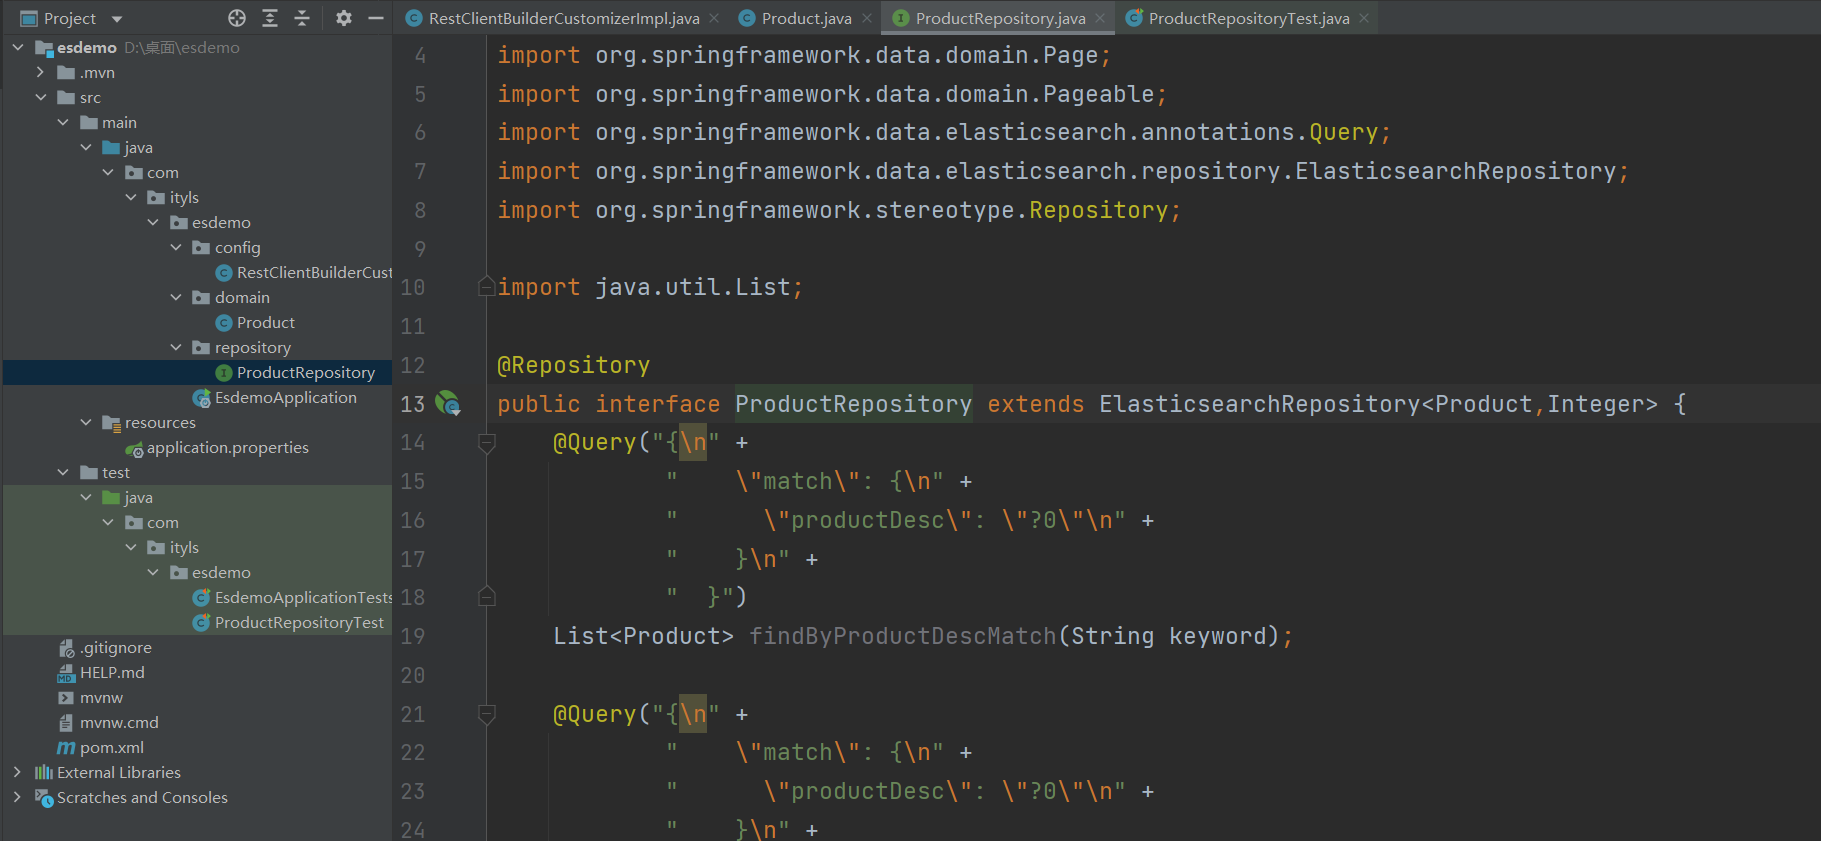 Project
esdemo D:\桌面\esdemo
.mvn
src
main
java
com
ityls
esdemo
config
RestClientBuilderCust
domain
Product
repository
ProductRepository
EsdemoApplication
resources
application.properties
test
java
com
ityls
esdemo
EsdemoApplicationTests
ProductRepositoryTest
.gitignore
HELP.md
mvnw
mvnw.cmd
pom.xml
External Libraries
Scratches and Consoles
RestClientBuilderCustomizerImpl.java
Product.java
ProductRepository.java
ProductRepositoryTest.java
4 import org.springframework.data.domain.Page;
5 import org.springframework.data.domain.Pageable;
6 import org.springframework.data.elasticsearch.annotations.Query;
7 import org.springframework.data.elasticsearch.repository.ElasticsearchRepository;
8 import org.springframework.stereotype.Repository;
9
10 import java.util.List;
11
12 @Repository
13 public interface ProductRepository extends ElasticsearchRepository<Product,Integer> {
14 @Query("{\n" +
15 "    \"match\": {\n" +
16 "      \"productDesc\": \"?0\"\n" +
17 "    }\n" +
18 "  }")
19 List<Product> findByProductDescMatch(String keyword);
20
21 @Query("{\n" +
22 "    \"match\": {\n" +
23 "      \"productDesc\": \"?0\"\n" +
24 "    }\n" +